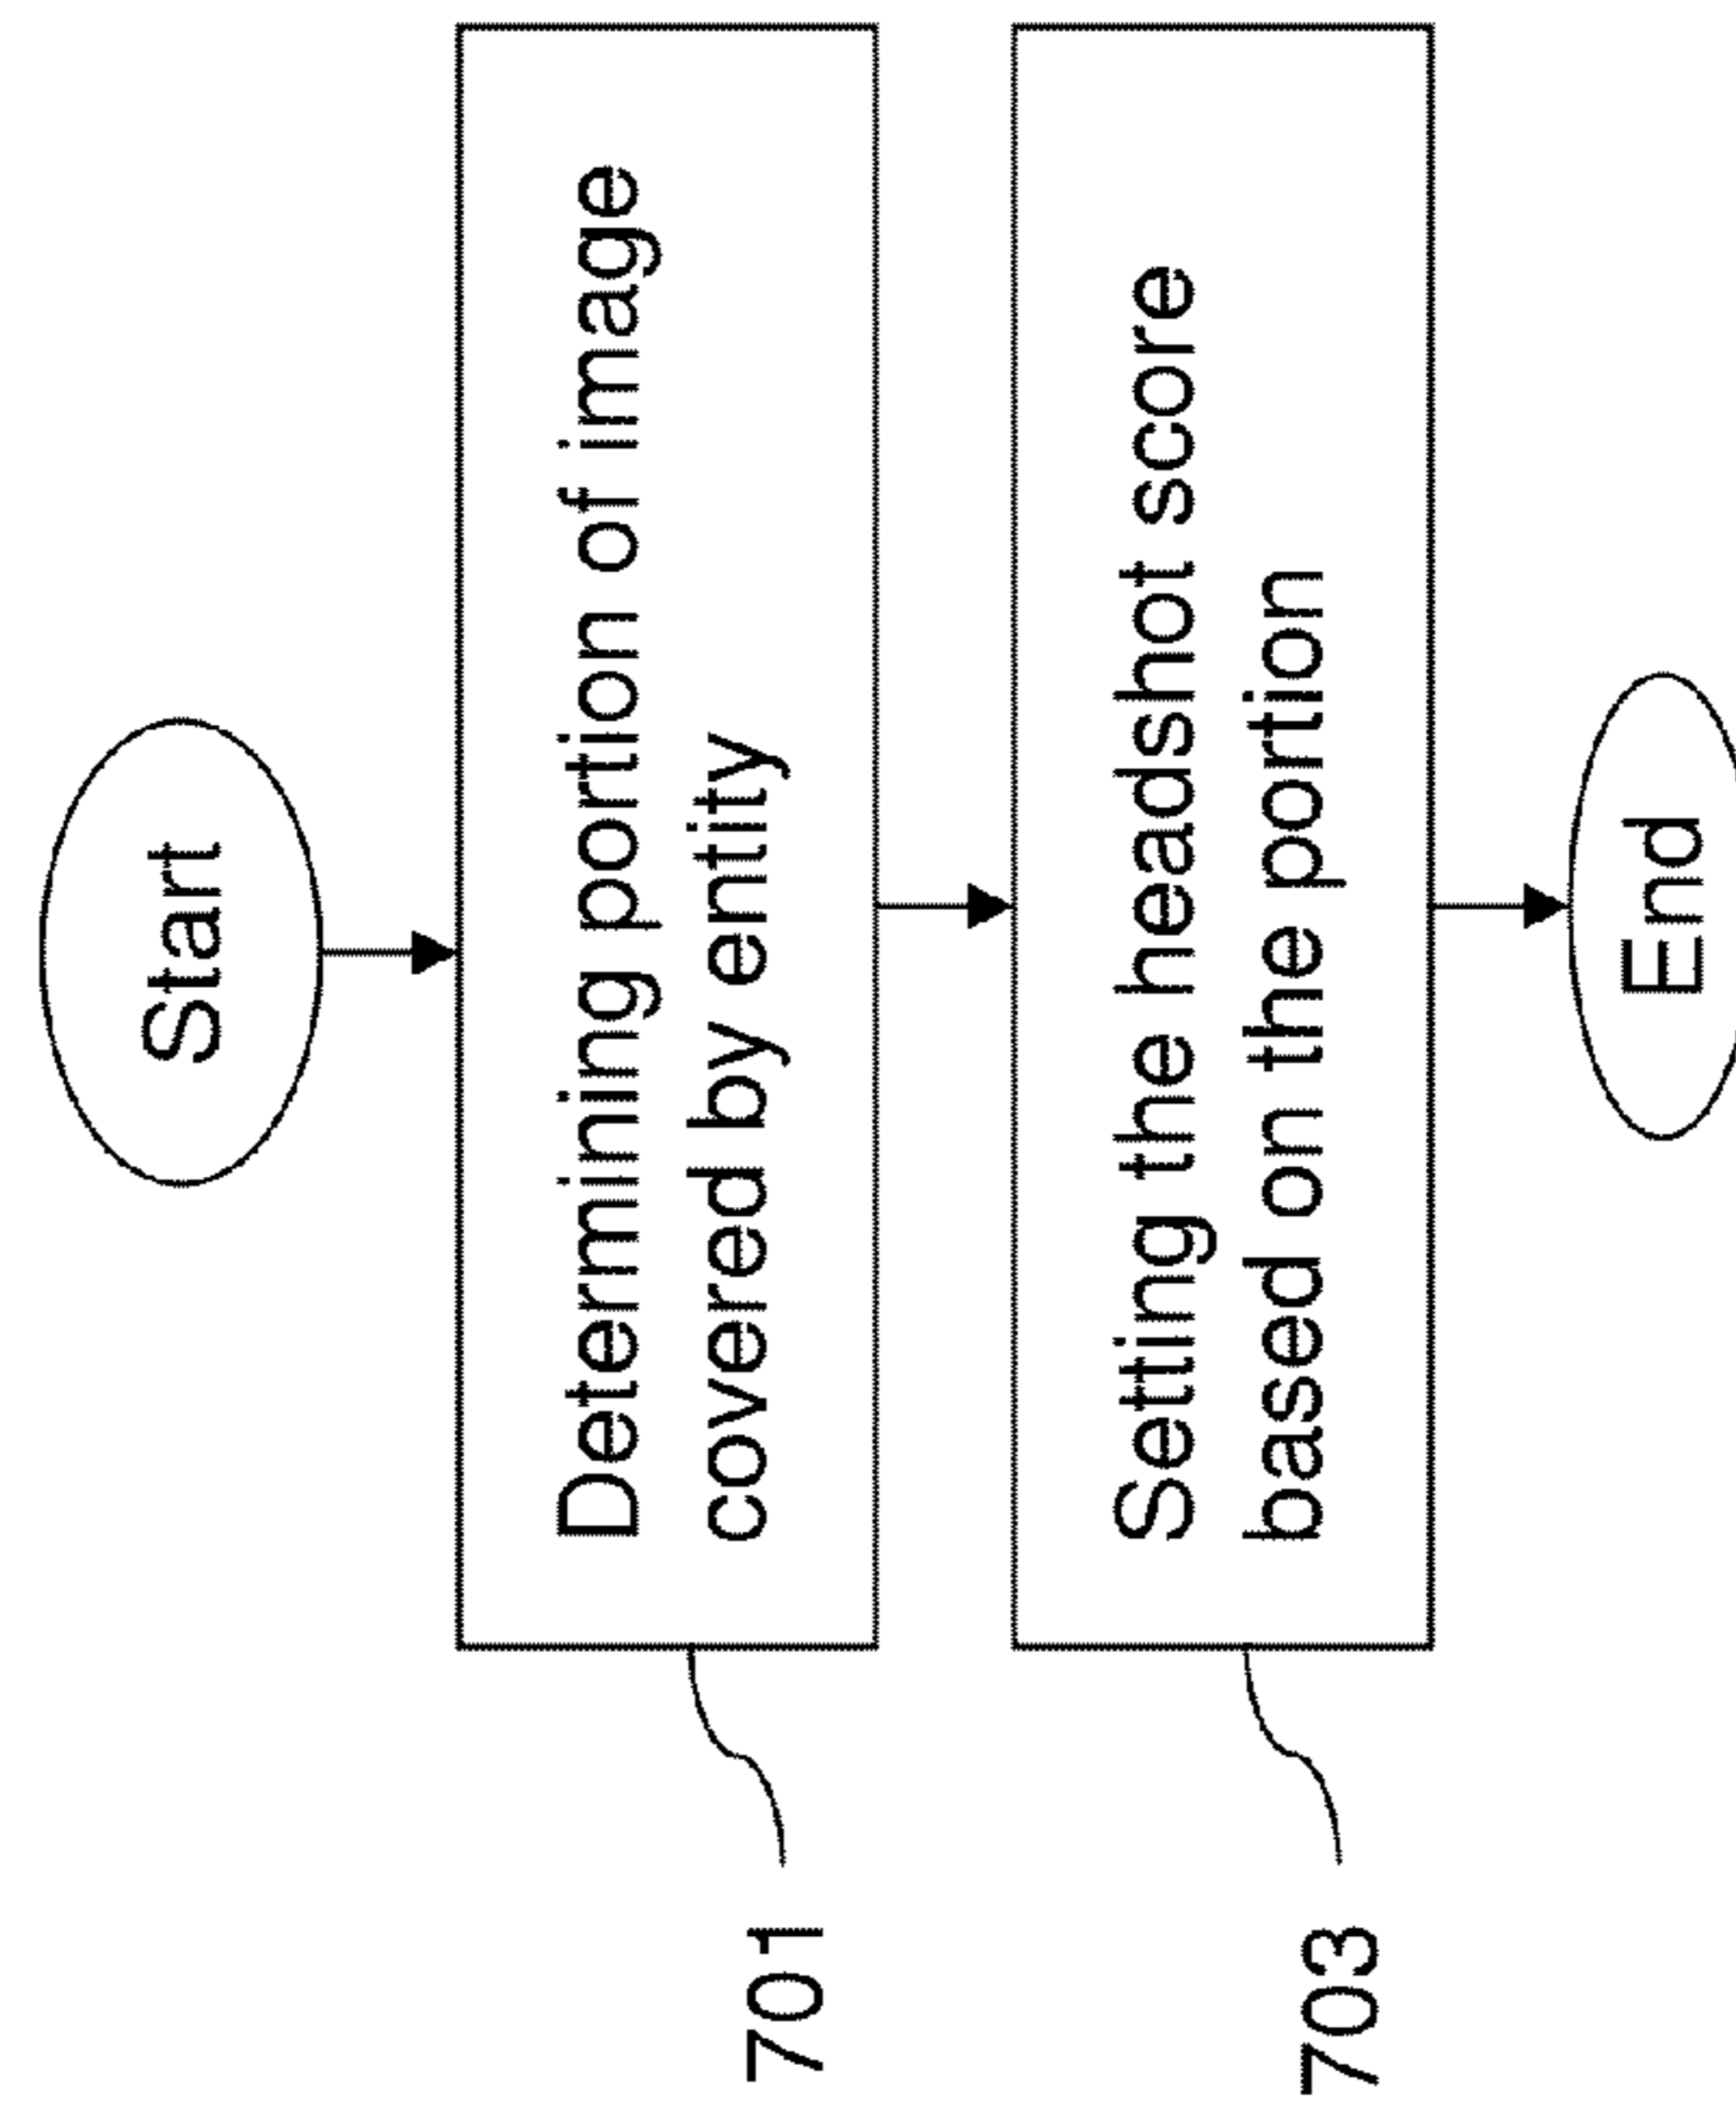 Start
Determining portion of image
covered by entity
701
Setting the headshot score
based on the portion
703
End